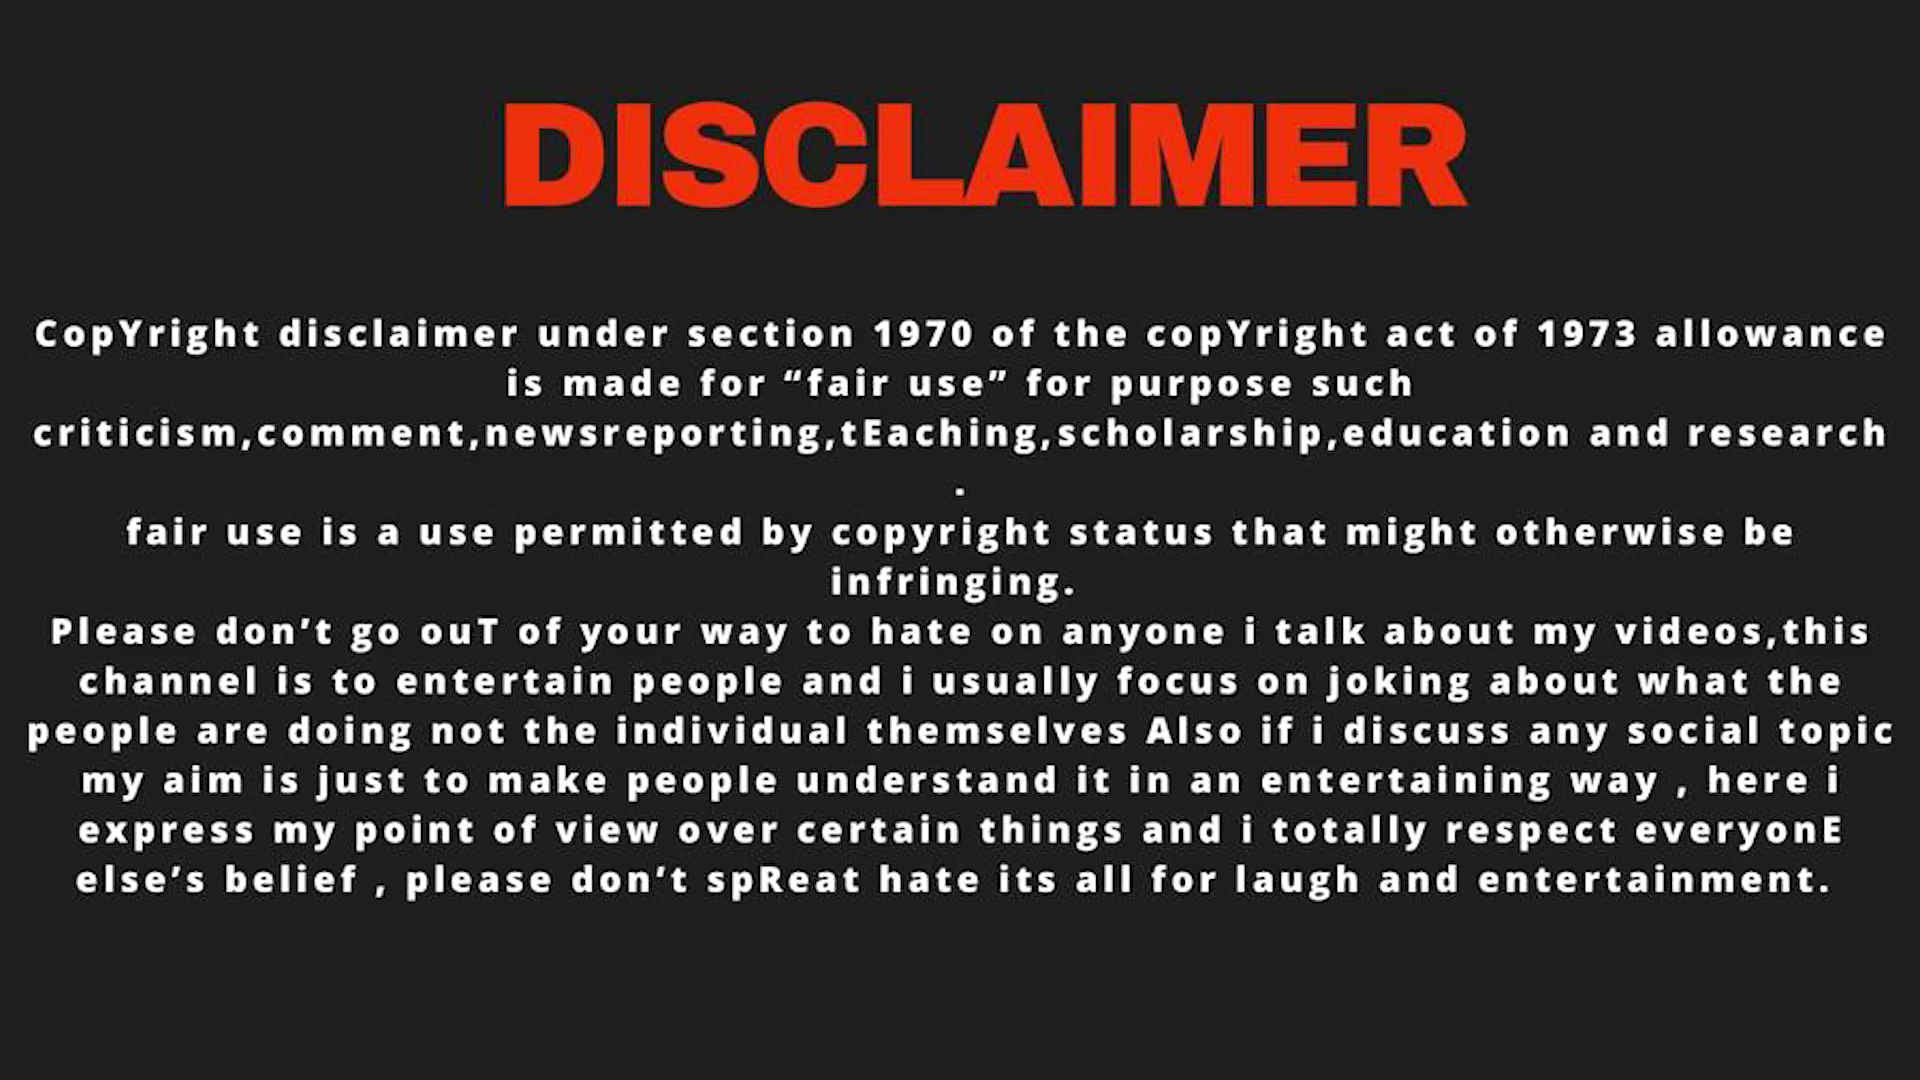 DISCLAIMER
CopYright disclaimer under section 1970 of the copYright act of 1973 allowance
is made for “fair use” for purpose such
criticism,comment,newsreporting,tEaching,scholarship,education and research
.
fair use is a use permitted by copyright status that might otherwise be
infringing.
Please don’t go ouT of your way to hate on anyone i talk about my videos,this
channel is to entertain people and i usually focus on joking about what the
people are doing not the individual themselves Also if i discuss any social topic
my aim is just to make people understand it in an entertaining way , here i
express my point of view over certain things and i totally respect everyonE
else’s belief , please don’t spReat hate its all for laugh and entertainment.